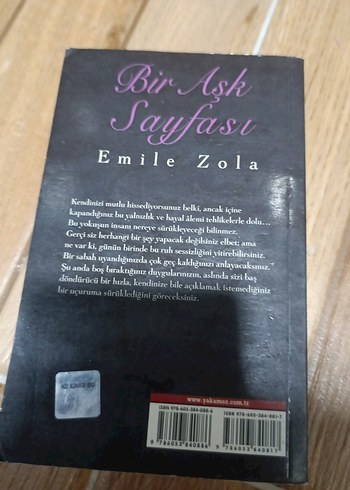 Bir Aşk
Sayfası
Emile Zola
Kendinizi mutlu hissediyorsunuz belki, ancak içine
kapandığınız bu yalnızlık ve hayal âlemi tehlikelerle dolu...
Bu yokuşun insanı nereye sürükleyeceği bilinmez.
Gerçi siz herhangi bir şey yapacak değilsiniz elbet; ama
ne var ki, günün birinde bu ruh sessizliğini yitirebilirsiniz.
Bir sabah uyandığınızda çok geç kaldığınızı anlayacaksınız."
Şu anda boş bıraktığınız duygularınızın, aslında sizi baş
döndürücü bir hızla, kendinize bile açıklamak istemediğiniz
bir uçuruma sürüklediğini göreceksiniz.
www.yakamoz.com.tr